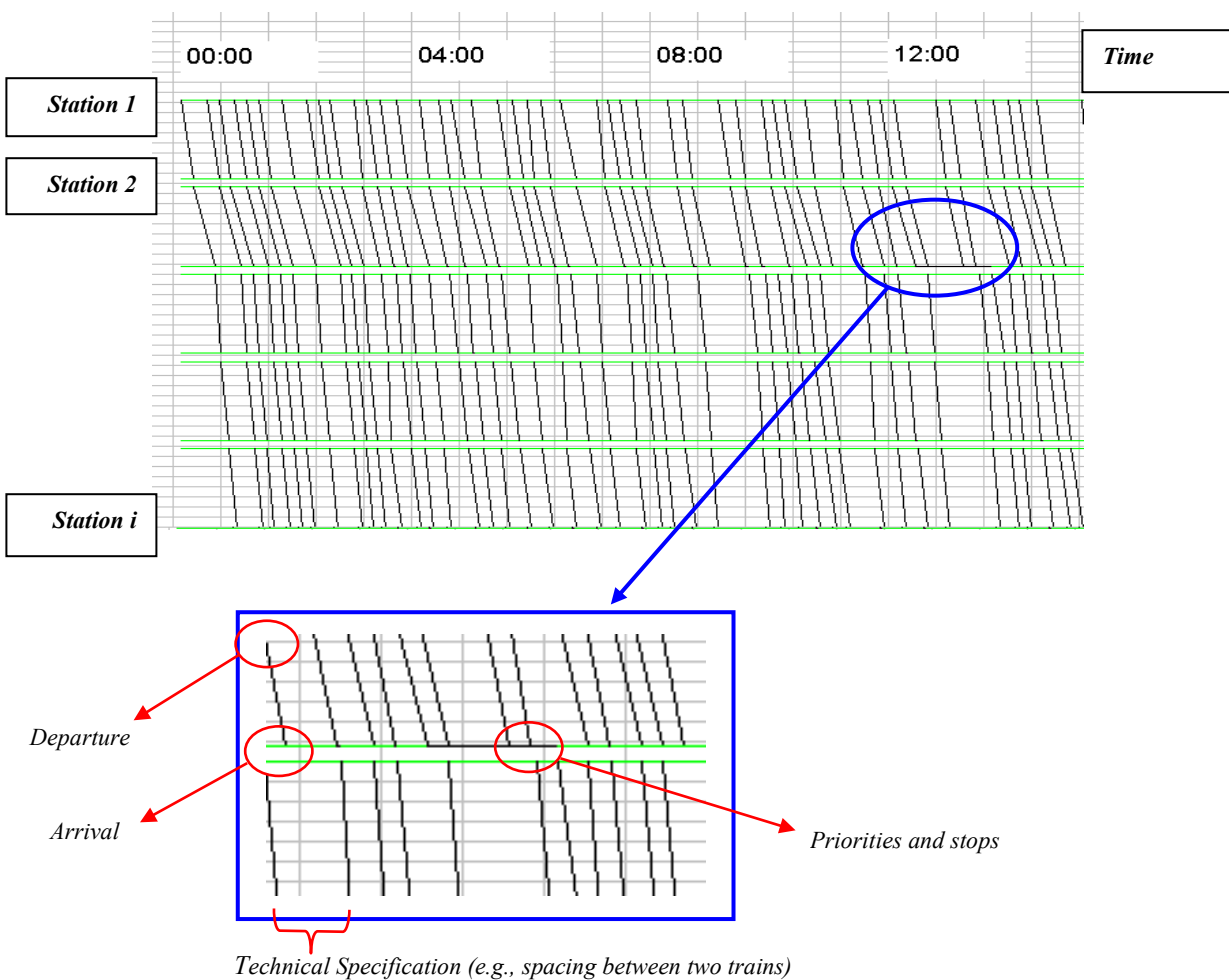 00:00 04:00 08:00 12:00 Time
Station 1
Station 2
Station i
Departure
Arrival
Priorities and stops
Technical Specification (e.g., spacing between two trains)